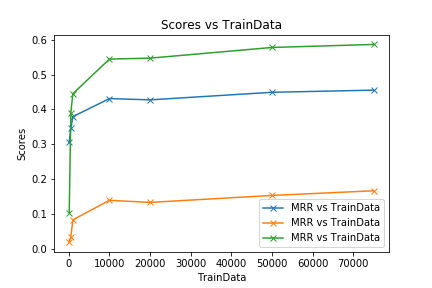 Scores vs TrainData
0.6
0.5
0.4
0.3
0.2
0.1
0.0
Scores
MRR vs TrainData
MRR vs TrainData
MRR vs TrainData
0 10000 20000 30000 40000 50000 60000 70000
TrainData